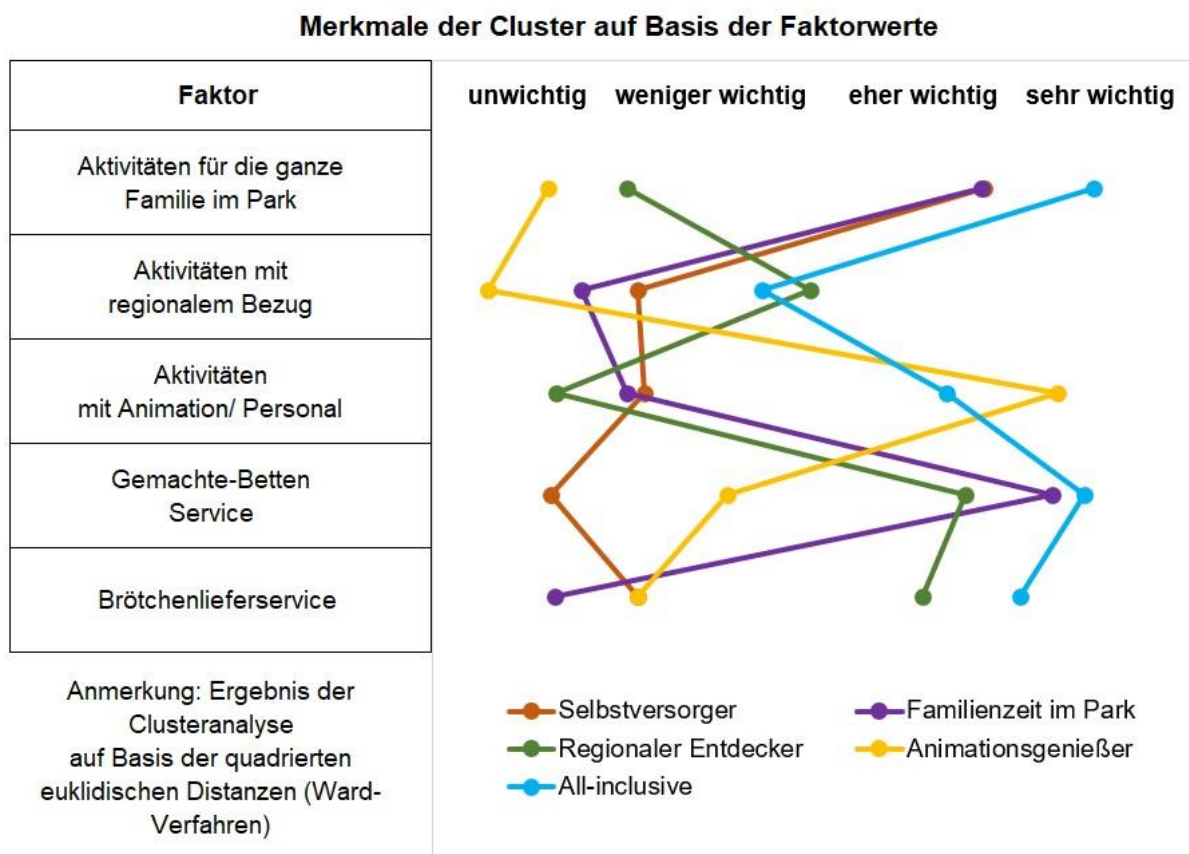 Merkmale der Cluster auf Basis der Faktorwerte
Faktor
unwichtig
weniger wichtig
eher wichtig
sehr wichtig
Aktivitäten für die ganze
Familie im Park
Aktivitäten mit
regionalem Bezug
Aktivitäten
mit Animation/ Personal
Gemachte-Betten
Service
Brötchenlieferservice
Anmerkung: Ergebnis der
Clusteranalyse
auf Basis der quadrierten
euklidischen Distanzen (Ward-
Verfahren)
Selbstversorger
Familienzeit im Park
Regionaler Entdecker
Animationsgenießer
All-inclusive